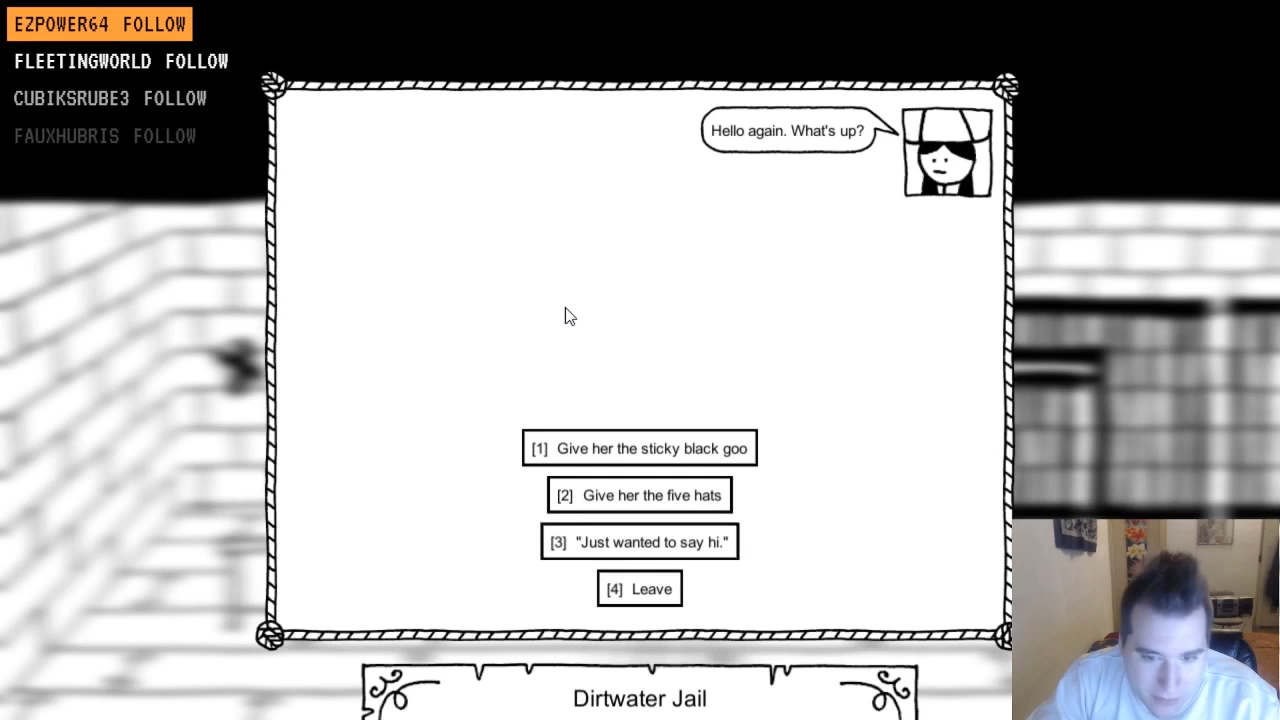 EZPOWER64 FOLLOW
FLEETINGWORLD FOLLOW
CUBIKSRUBE3 FOLLOW
FAUXHUBRIS FOLLOW
Hello again. What's up?
[1] Give her the sticky black goo
[2] Give her the five hats
[3] "Just wanted to say hi."
[4] Leave
Dirtwater Jail